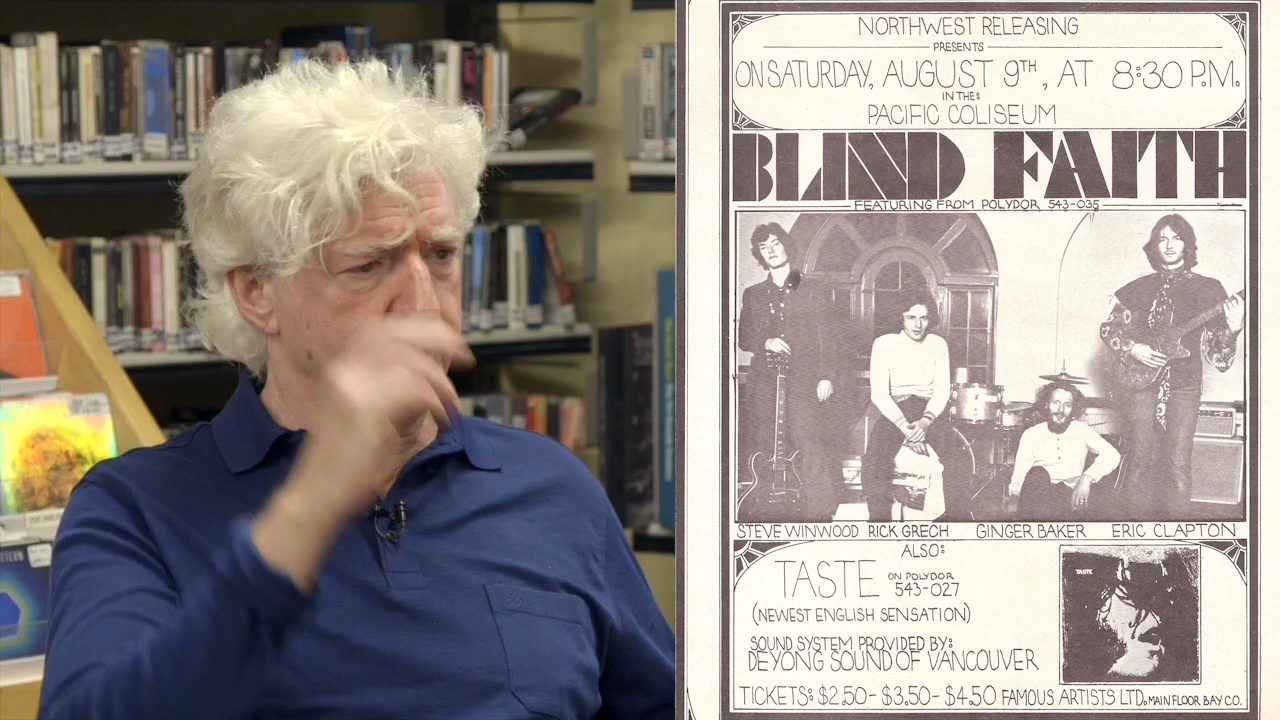 NORTHWEST RELEASING
PRESENTS
ON SATURDAY, AUGUST 9TH, AT 8:30 P.M.
IN THE:
PACIFIC COLISEUM
BLIND FAITH
FEATURING FROM POLYDOR 543-035
STEVE WINWOOD RICK GRECH GINGER BAKER ERIC CLAPTON
ALSO:
TASTE ON POLYDOR
543-027
(NEWEST ENGLISH SENSATION)
TASTE
SOUND SYSTEM PROVIDED BY:
DEYONG SOUND OF VANCOUVER
TICKETS: $2.50 - $3.50 - $4.50 FAMOUS ARTISTS LTD. MAIN FLOOR BAY CO.